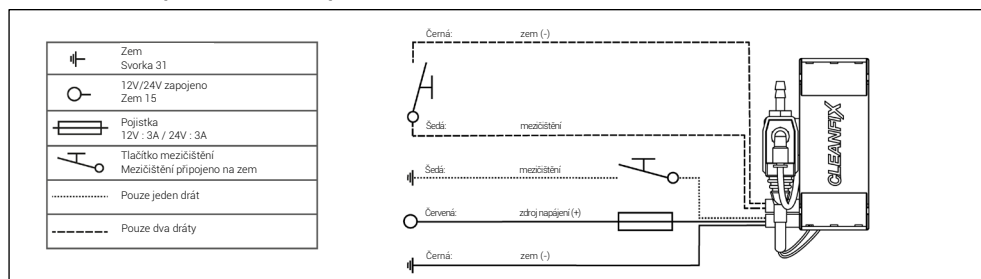 Zem
Svorka 31
12V/24V zapojeno
Zem 15
Pojistka
12V : 3A / 24V : 3A
Tlačítko mezičištění
Mezičištění připojeno na zem
Pouze jeden drát
Pouze dva dráty
Černá: zem (-)
Šedá: mezičištění
Šedá: mezičištění
Červená: zdroj napájení (+)
Černá: zem (-)
CLEANFIX